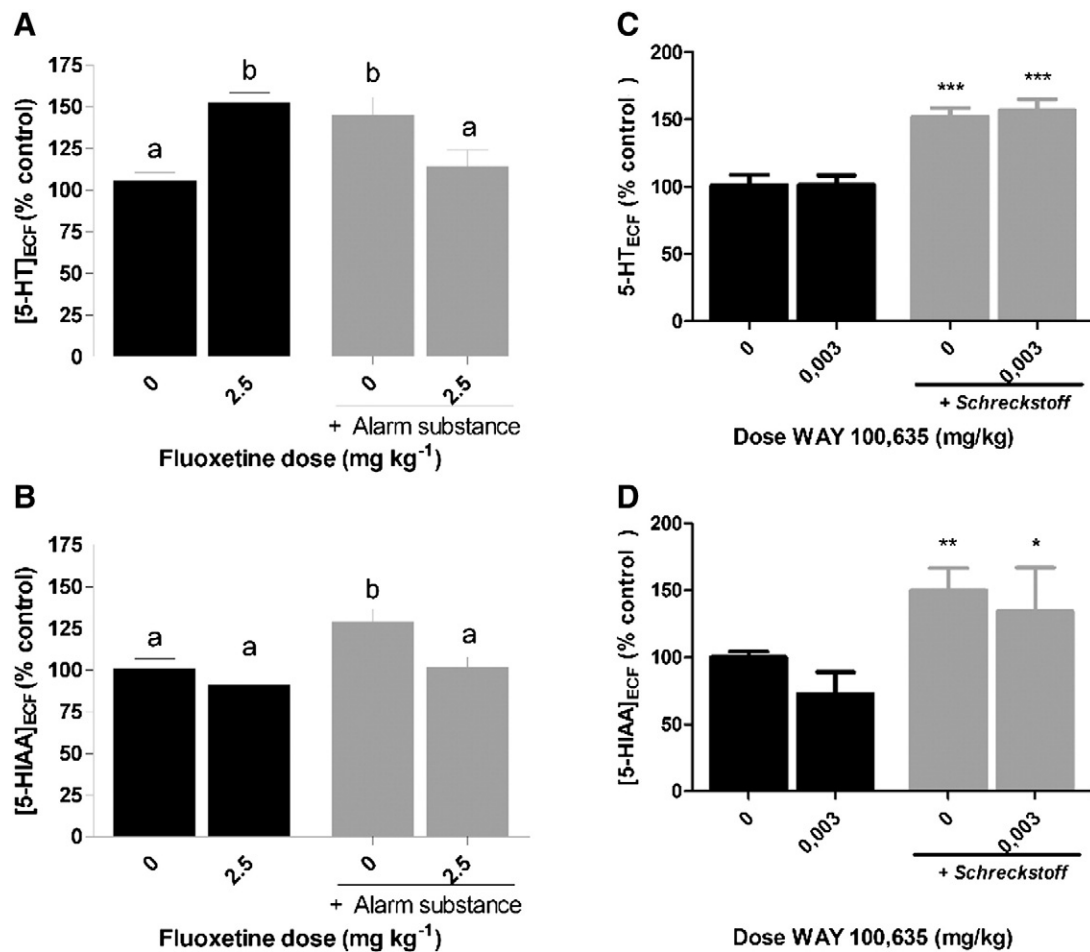 A
[5-HT]ECF (% control)
175
150
125
100
75
50
25
0
a
b
b
a
0
2.5
0
2.5
+ Alarm substance
Fluoxetine dose (mg kg-1)
B
[5-HIAA]ECF (% control)
175
150
125
100
75
50
25
0
a
a
b
a
0
2.5
0
2.5
+ Alarm substance
Fluoxetine dose (mg kg-1)
C
5-HTECF (% control )
200
150
100
50
0
***
***
0
0,003
0
0,003
+ Schreckstoff
Dose WAY 100,635 (mg/kg)
D
[5-HIAA]ECF (% control)
200
150
100
50
0
**
*
0
0,003
0
0,003
+ Schreckstoff
Dose WAY 100,635 (mg/kg)